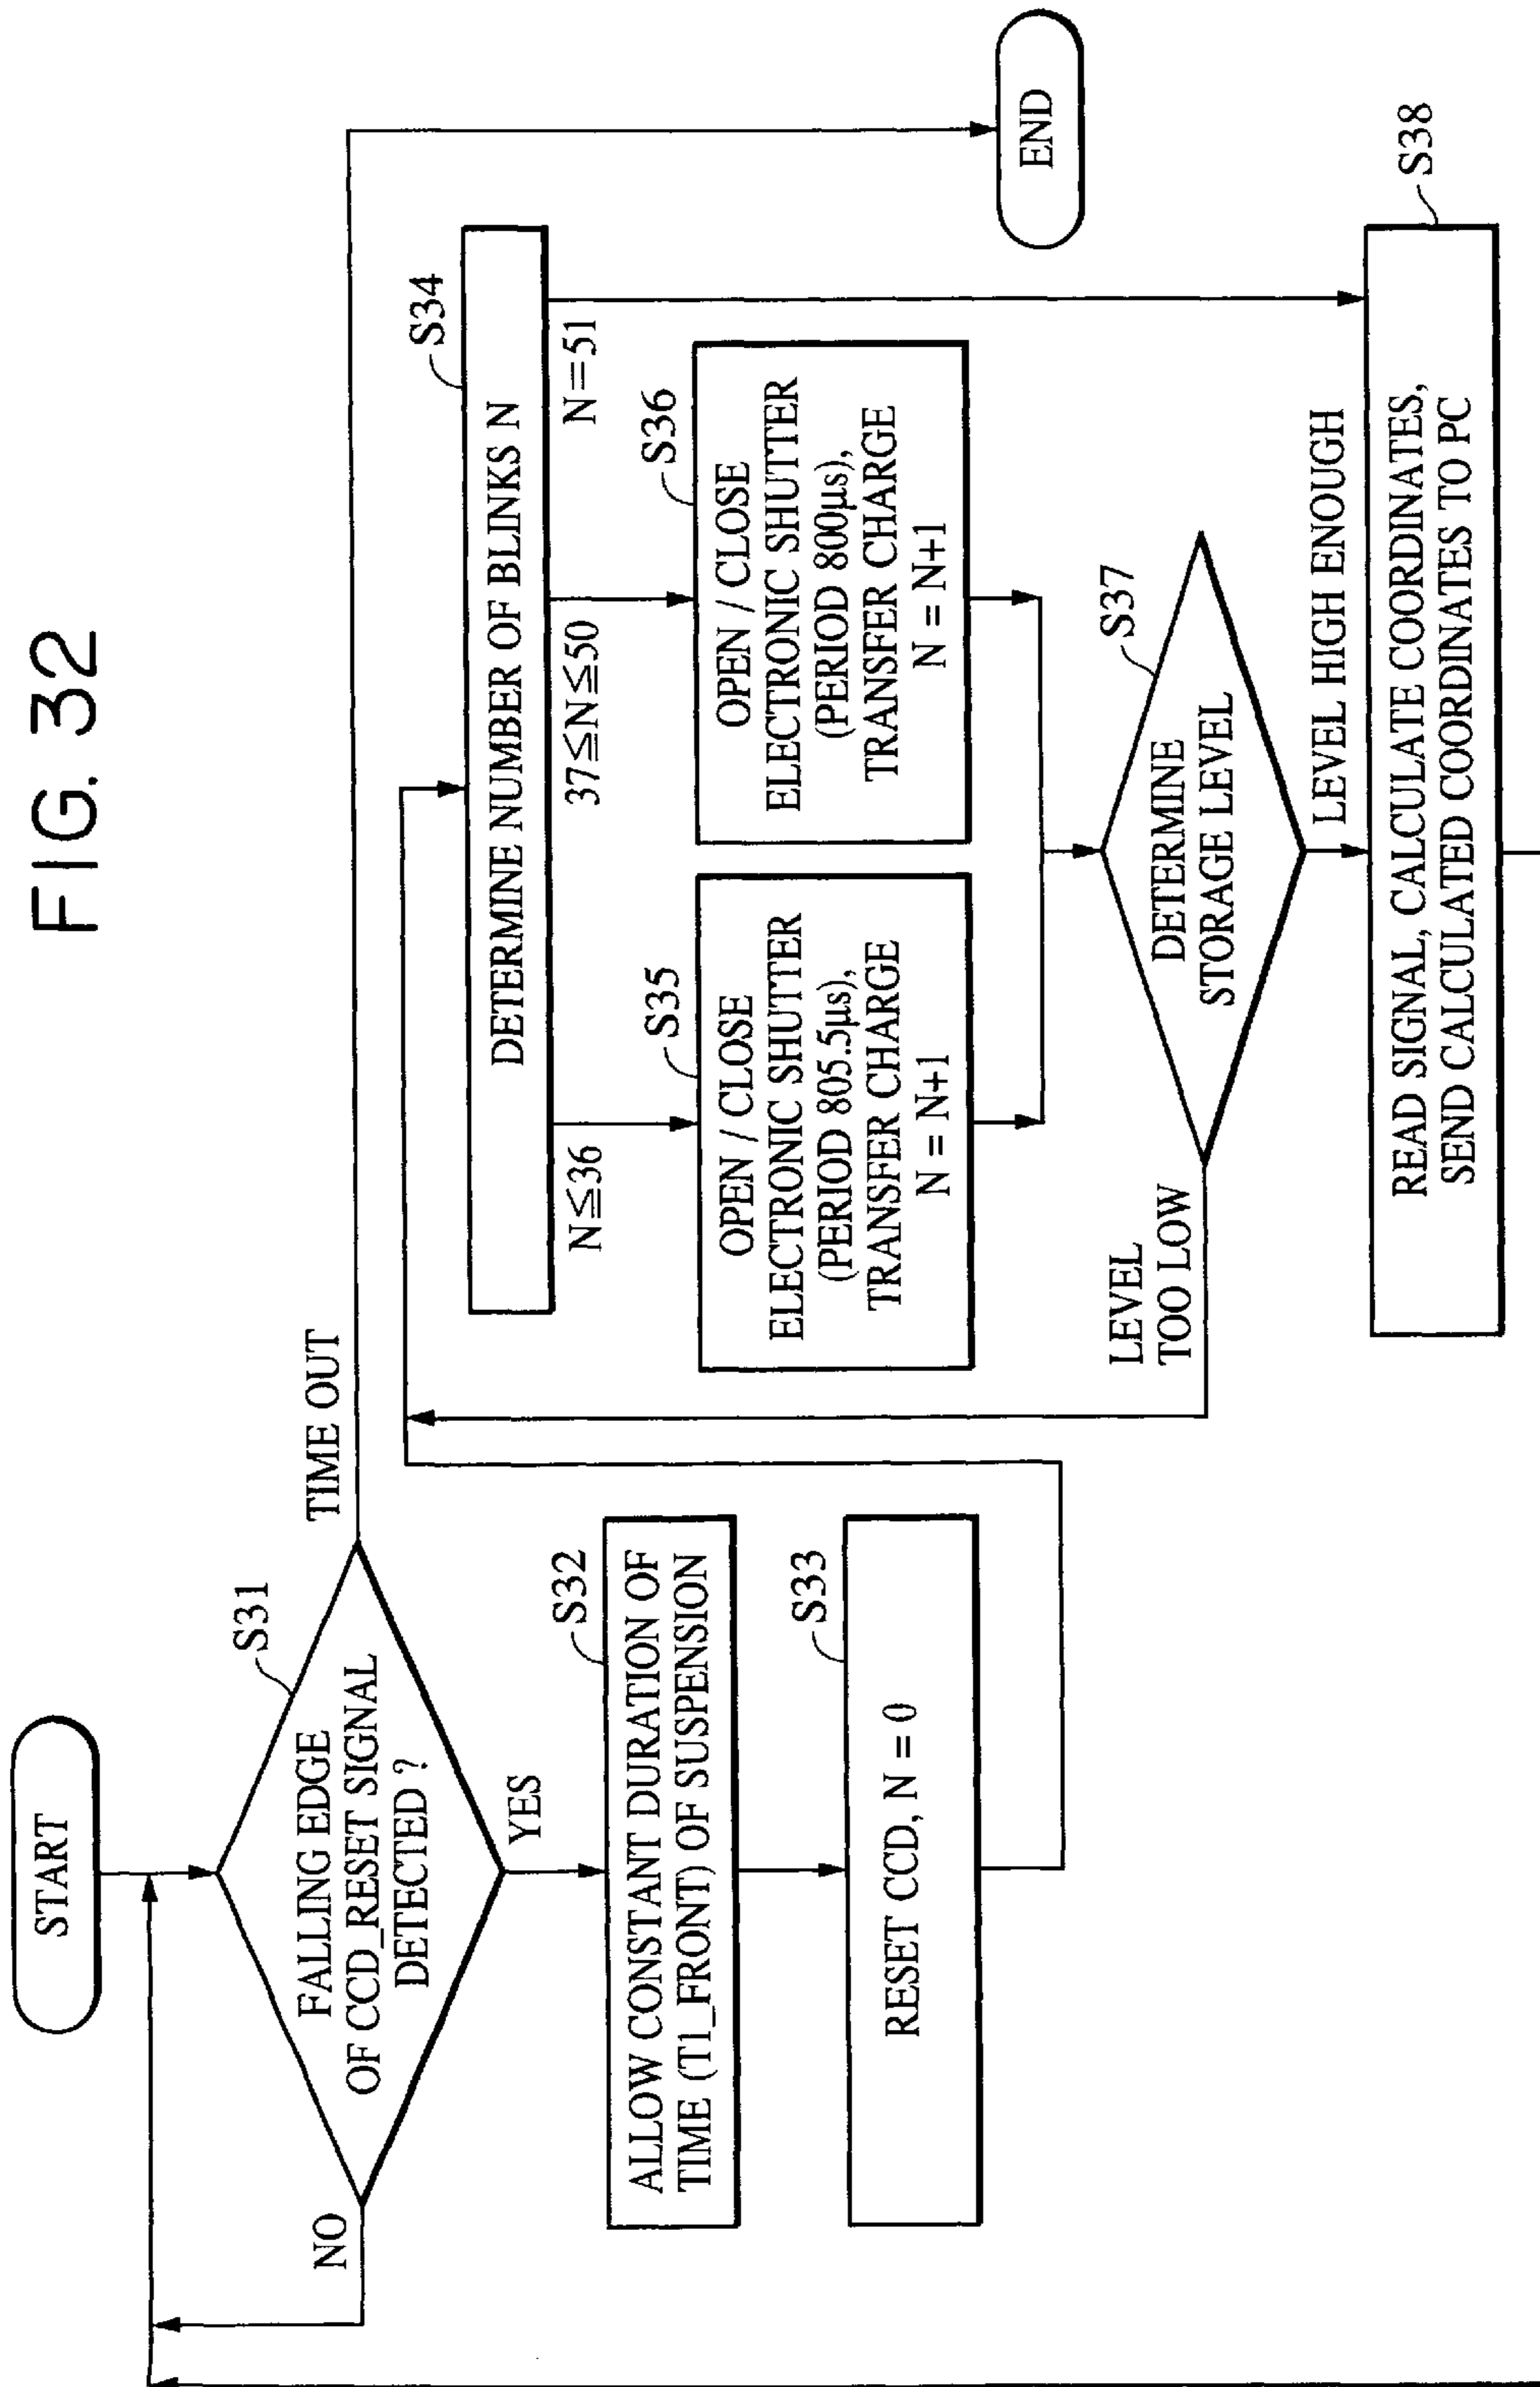 FIG. 32
START
S31
FALLING EDGE
OF CCD_RESET SIGNAL
DETECTED ?
NO
TIME OUT
YES
S32
ALLOW CONSTANT DURATION OF
TIME (T1_FRONT) OF SUSPENSION
S33
RESET CCD, N = 0
S34
DETERMINE NUMBER OF BLINKS N
N≦36
37≦N≦50
N=51
S35
OPEN / CLOSE
ELECTRONIC SHUTTER
(PERIOD 805.5µs),
TRANSFER CHARGE
N = N+1
S36
OPEN / CLOSE
ELECTRONIC SHUTTER
(PERIOD 800µs),
TRANSFER CHARGE
N = N+1
S37
DETERMINE
STORAGE LEVEL
LEVEL
TOO LOW
LEVEL HIGH ENOUGH
S38
READ SIGNAL, CALCULATE COORDINATES,
SEND CALCULATED COORDINATES TO PC
END